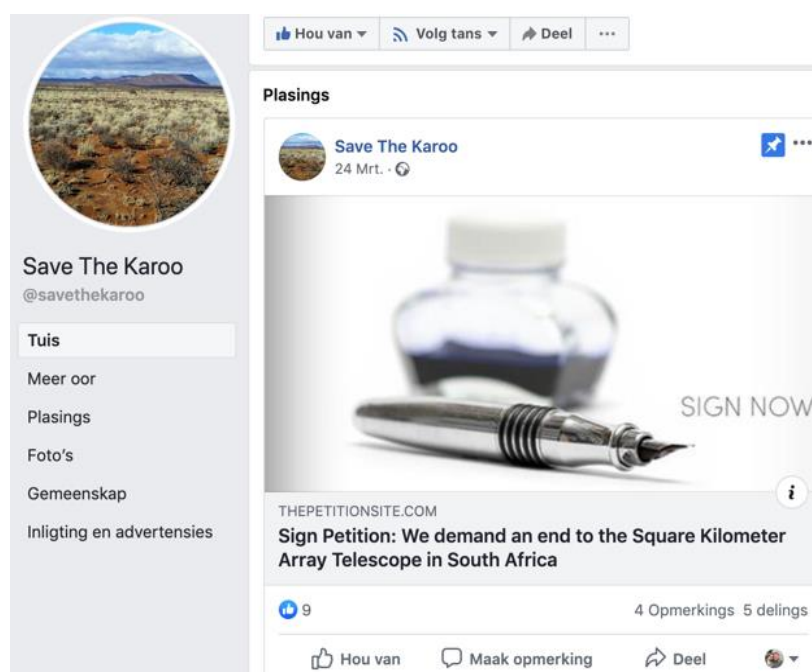 Hou van
Volg tans
Deel
Plasings
Save The Karoo
24 Mrt.
SIGN NOW
THEPETITIONSITE.COM
Sign Petition: We demand an end to the Square Kilometer
Array Telescope in South Africa
9
4 Opmerkings 5 delings
Hou van Maak opmerking Deel
Save The Karoo
@savethekaroo
Tuis
Meer oor
Plasings
Foto's
Gemeenskap
Inligting en advertensies